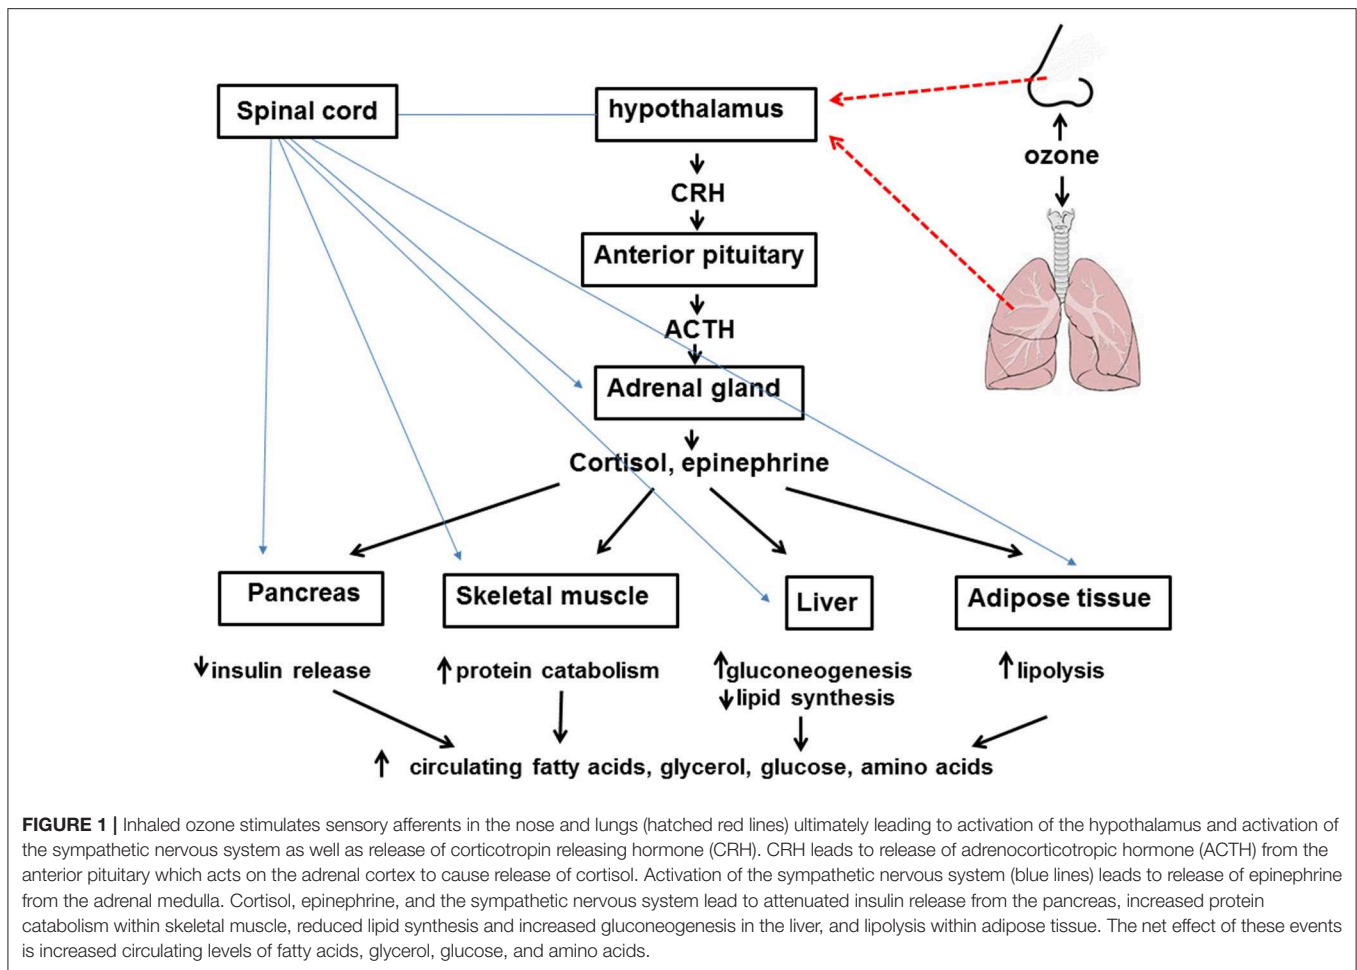 Spinal cord
hypothalamus
ozone
CRH
Anterior pituitary
ACTH
Adrenal gland
Cortisol, epinephrine
Pancreas
Skeletal muscle
Liver
Adipose tissue
↓insulin release
↑protein catabolism
↑gluconeogenesis
↓lipid synthesis
↑lipolysis
↑ circulating fatty acids, glycerol, glucose, amino acids
FIGURE 1 | Inhaled ozone stimulates sensory afferents in the nose and lungs (hatched red lines) ultimately leading to activation of the hypothalamus and activation of
the sympathetic nervous system as well as release of corticotropin releasing hormone (CRH). CRH leads to release of adrenocorticotropic hormone (ACTH) from the
anterior pituitary which acts on the adrenal cortex to cause release of cortisol. Activation of the sympathetic nervous system (blue lines) leads to release of epinephrine
from the adrenal medulla. Cortisol, epinephrine, and the sympathetic nervous system lead to attenuated insulin release from the pancreas, increased protein
catabolism within skeletal muscle, reduced lipid synthesis and increased gluconeogenesis in the liver, and lipolysis within adipose tissue. The net effect of these events
is increased circulating levels of fatty acids, glycerol, glucose, and amino acids.